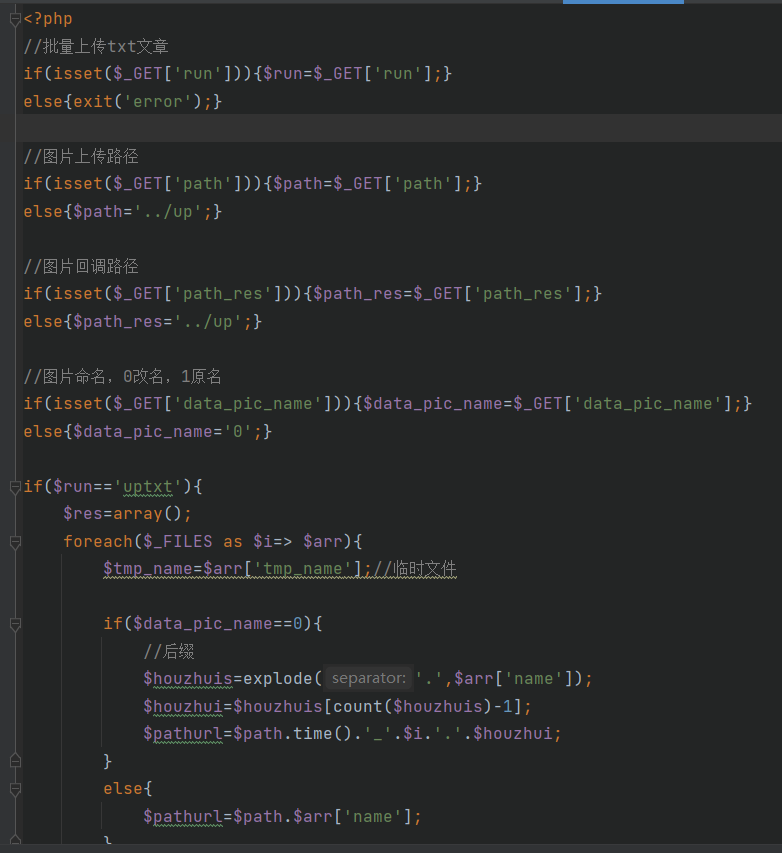 <?php
//批量上传txt文章
if(isset($_GET['run'])){$run=$_GET['run'];}
else{exit('error');}
//图片上传路径
if(isset($_GET['path'])){$path=$_GET['path'];}
else{$path='../up';}
//图片回调路径
if(isset($_GET['path_res'])){$path_res=$_GET['path_res'];}
else{$path_res='../up';}
//图片命名，0改名，1原名
if(isset($_GET['data_pic_name'])){$data_pic_name=$_GET['data_pic_name'];}
else{$data_pic_name='0';}
if($run=='uptxt'){
    $res=array();
    foreach($_FILES as $i=> $arr){
        $tmp_name=$arr['tmp_name'];//临时文件
        if($data_pic_name==0){
            //后缀
            $houzhuis=explode( separator: '.',$arr['name']);
            $houzhui=$houzhuis[count($houzhuis)-1];
            $pathurl=$path.time().'_'.$i.'.'.$houzhui;
        }
        else{
            $pathurl=$path.$arr['name'];
        }